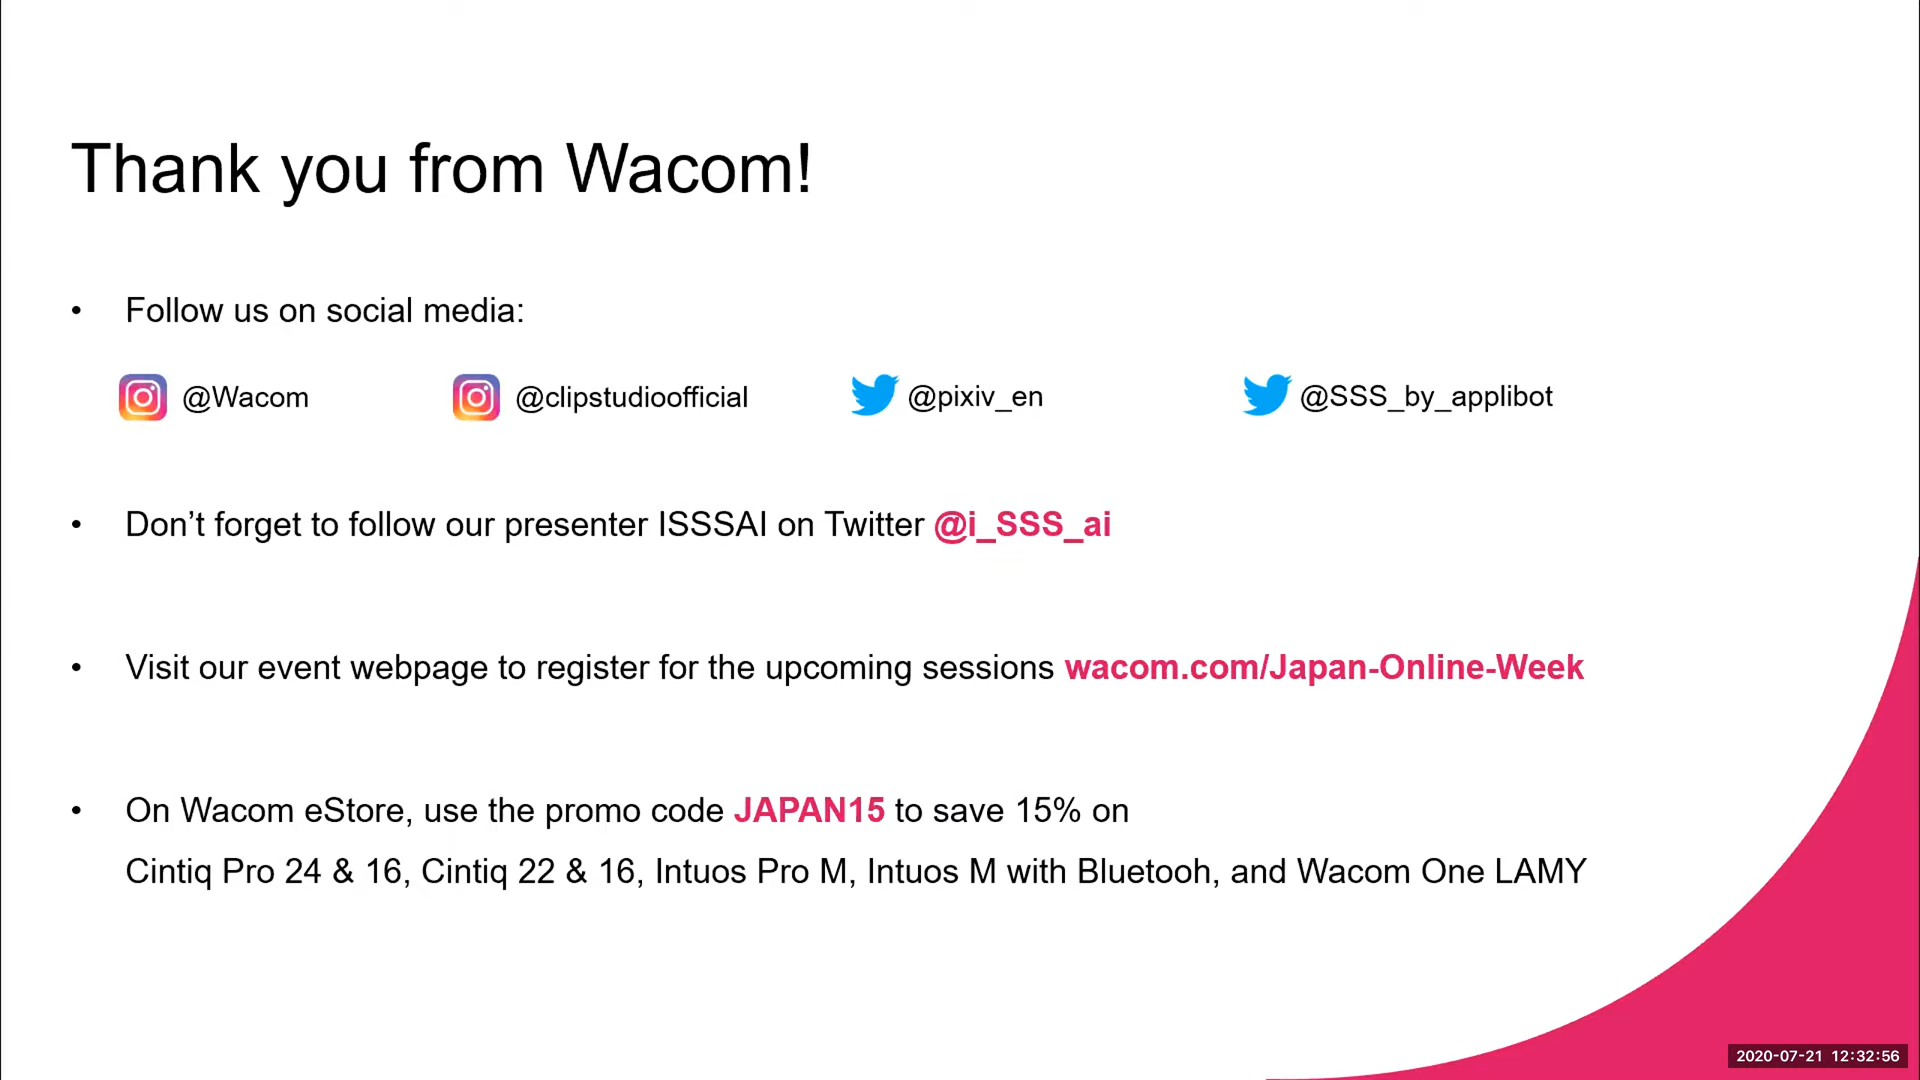 Thank you from Wacom!
• Follow us on social media:
@Wacom @clipstudioofficial @pixiv_en @SSS_by_applibot
• Don’t forget to follow our presenter ISSSAI on Twitter @i_SSS_ai
• Visit our event webpage to register for the upcoming sessions wacom.com/Japan-Online-Week
• On Wacom eStore, use the promo code JAPAN15 to save 15% on
Cintiq Pro 24 & 16, Cintiq 22 & 16, Intuos Pro M, Intuos M with Bluetooh, and Wacom One LAMY
2020-07-21 12:32:56